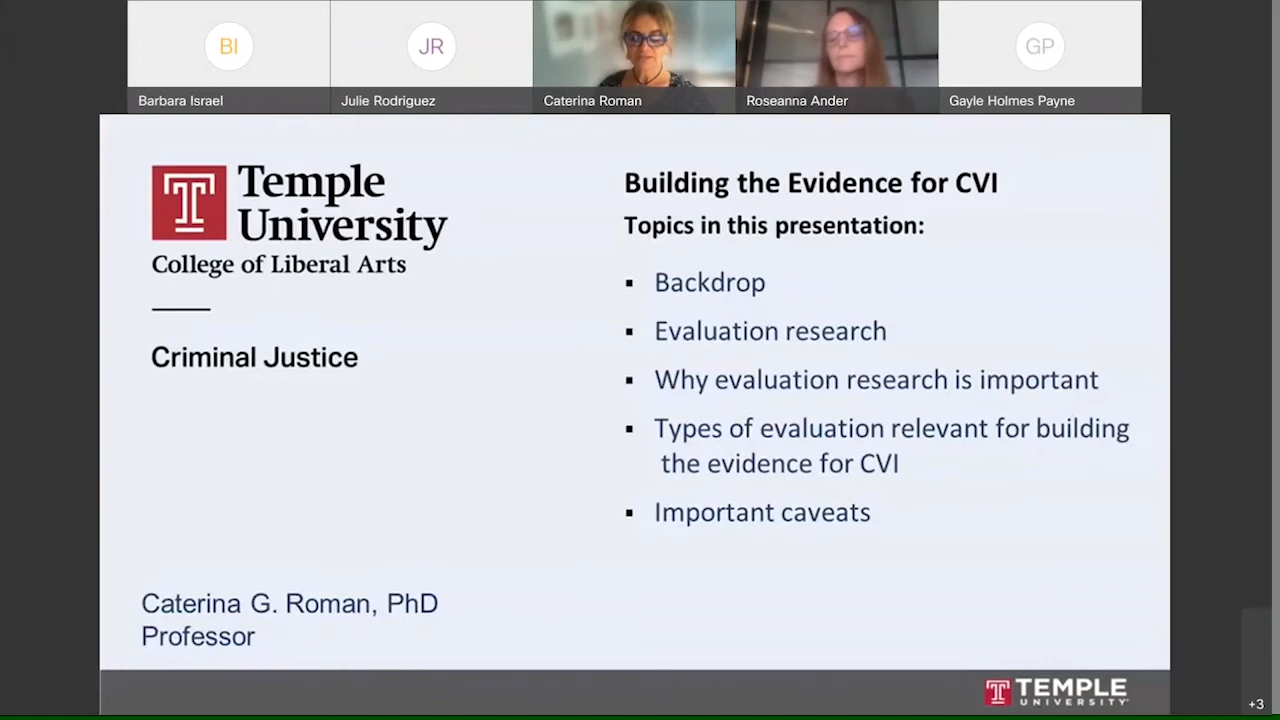 BI
JR
GP
Barbara Israel
Julie Rodriguez
Caterina Roman
Roseanna Ander
Gayle Holmes Payne
Temple
University
College of Liberal Arts
Criminal Justice
Caterina G. Roman, PhD
Professor
Building the Evidence for CVI
Topics in this presentation:
▪ Backdrop
▪ Evaluation research
▪ Why evaluation research is important
▪ Types of evaluation relevant for building
the evidence for CVI
▪ Important caveats
TEMPLE
UNIVERSITY
+3